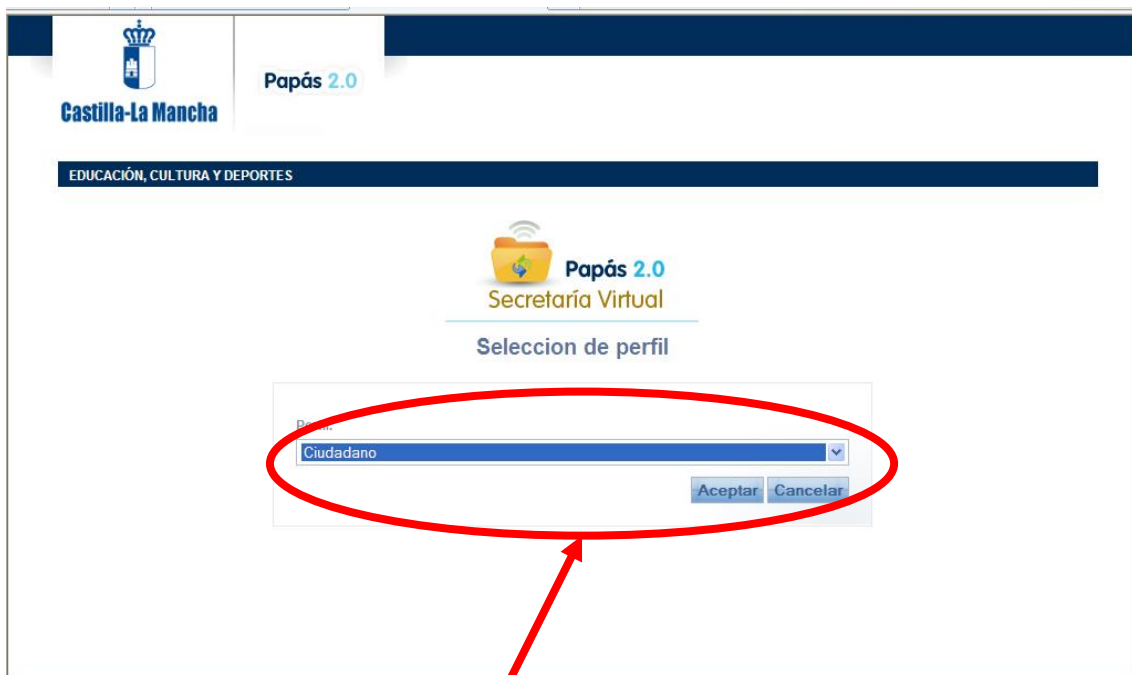 Castilla-La Mancha
Papás 2.0
EDUCACIÓN, CULTURA Y DEPORTES
Papás 2.0
Secretaría Virtual
Seleccion de perfil
Ciudadano
Aceptar Cancelar